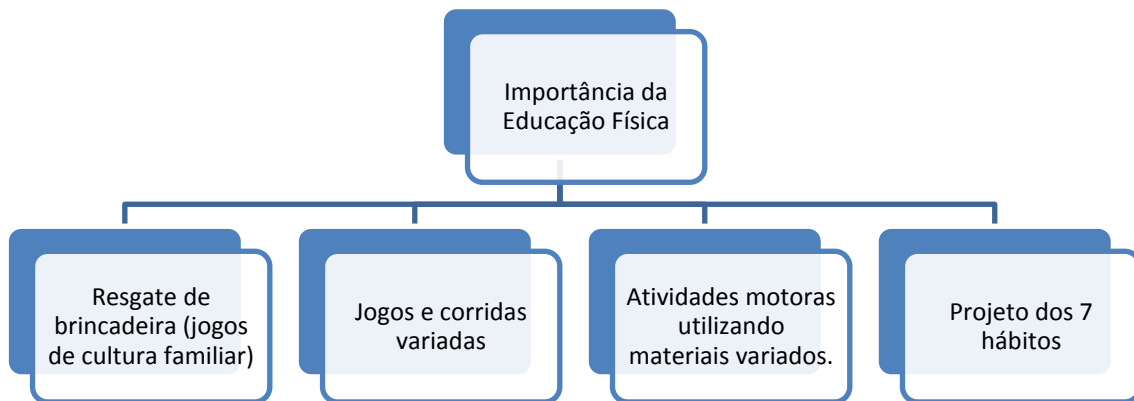 Importância da
Educação Física
Resgate de
brincadeira (jogos
de cultura familiar)
Jogos e corridas
variadas
Atividades motoras
utilizando
materiais variados.
Projeto dos 7
hábitos